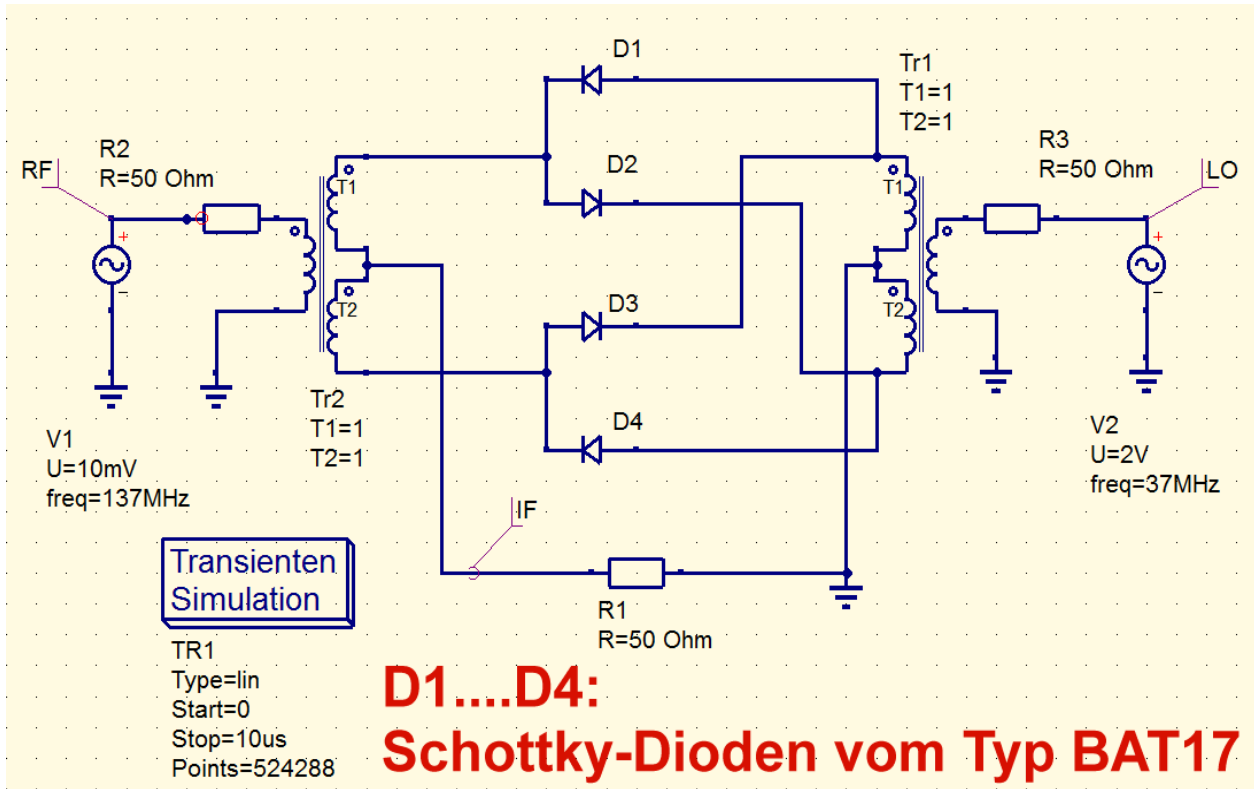 D1
Tr1
T1=1
T2=1
R3
R=50 Ohm
R2
R=50 Ohm
RF
D2
LO
T1
T1
+
+
−
−
D3
T2
T2
Tr2
T1=1
T2=1
D4
V1
U=10mV
freq=137MHz
V2
U=2V
freq=37MHz
IF
Transienten
Simulation
R1
R=50 Ohm
TR1
Type=lin
Start=0
Stop=10us
Points=524288
D1....D4:
Schottky-Dioden vom Typ BAT17